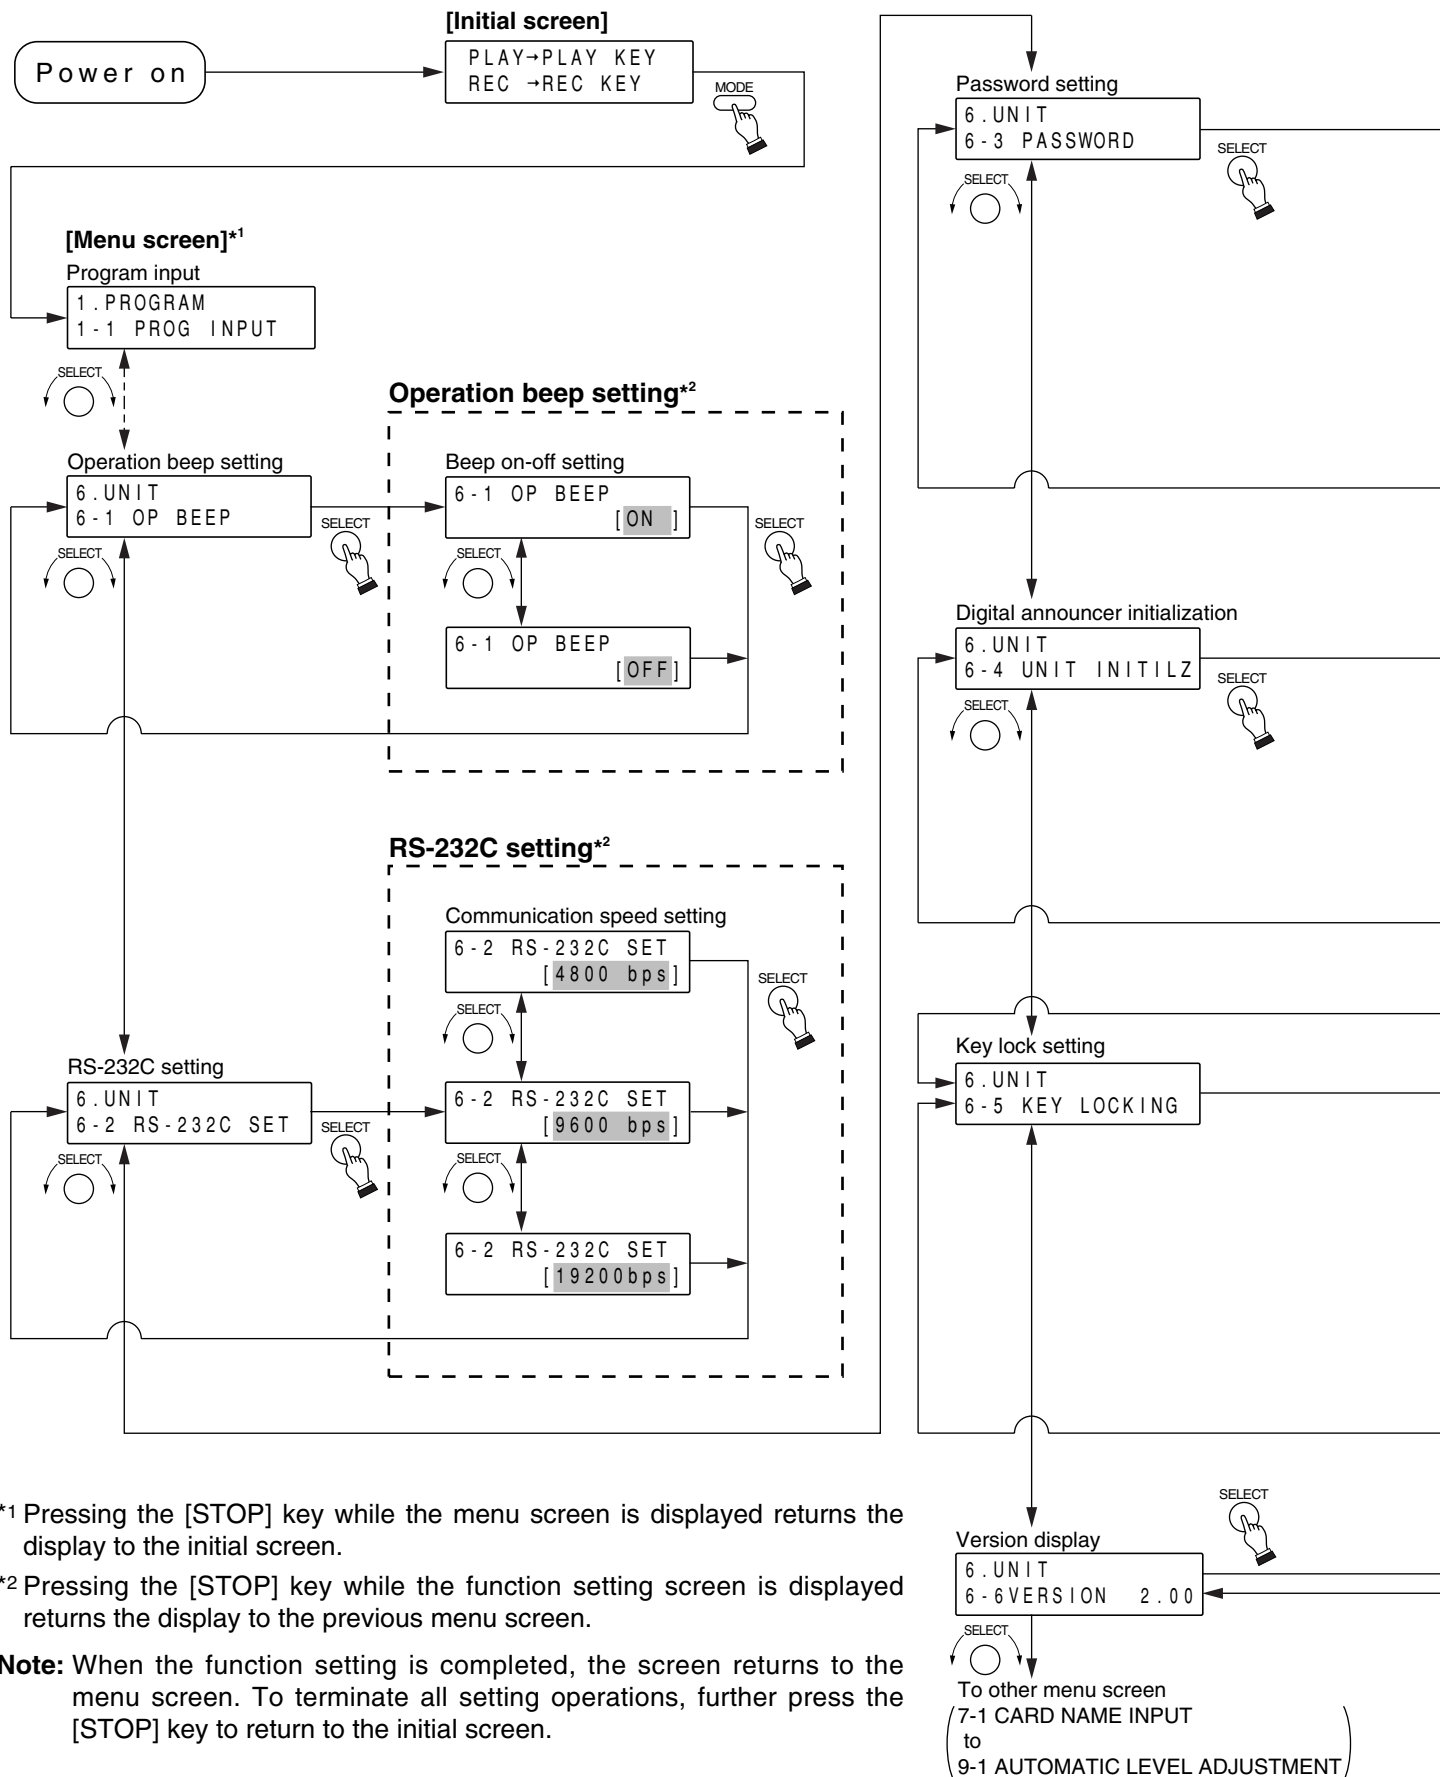 [Initial screen]
Power on
PLAY→PLAY KEY
REC →REC KEY
MODE
[Menu screen]*1
Program input
1.PROGRAM
1-1 PROG INPUT
SELECT
Operation beep setting*2
Operation beep setting
6.UNIT
6-1 OP BEEP
SELECT
SELECT
Beep on-off setting
6-1 OP BEEP
[ON ]
SELECT
SELECT
6-1 OP BEEP
[OFF]
RS-232C setting*2
Communication speed setting
6-2 RS-232C SET
[4800 bps]
SELECT
SELECT
RS-232C setting
6.UNIT
6-2 RS-232C SET
SELECT
SELECT
6-2 RS-232C SET
[9600 bps]
SELECT
6-2 RS-232C SET
[19200bps]
Password setting
6.UNIT
6-3 PASSWORD
SELECT
SELECT
Digital announcer initialization
6.UNIT
6-4 UNIT INITILZ
SELECT
SELECT
Key lock setting
6.UNIT
6-5 KEY LOCKING
SELECT
Version display
6.UNIT
6-6VERSION 2.00
SELECT
To other menu screen
7-1 CARD NAME INPUT
to
9-1 AUTOMATIC LEVEL ADJUSTMENT
*1 Pressing the [STOP] key while the menu screen is displayed returns the
display to the initial screen.
*2 Pressing the [STOP] key while the function setting screen is displayed
returns the display to the previous menu screen.
Note: When the function setting is completed, the screen returns to the
menu screen. To terminate all setting operations, further press the
[STOP] key to return to the initial screen.